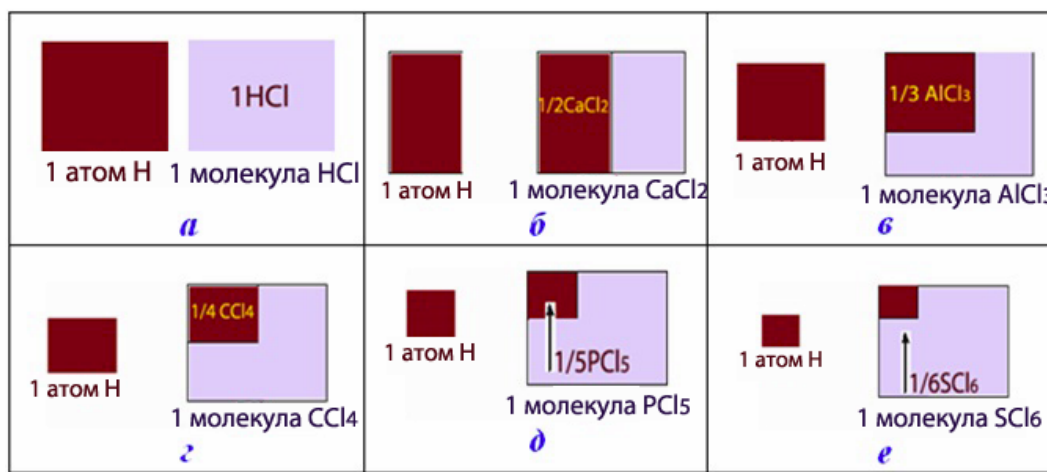 1HCl
1 атом H 1 молекула HCl
а
1/2CaCl2
1 атом H 1 молекула CaCl2
б
1/3 AlCl3
1 атом H 1 молекула AlCl3
в
1/4 CCl4
1 атом H
1 молекула CCl4
г
1/5PCl5
1 атом H
1 молекула PCl5
д
1/6SCl6
1 атом H
1 молекула SCl6
е